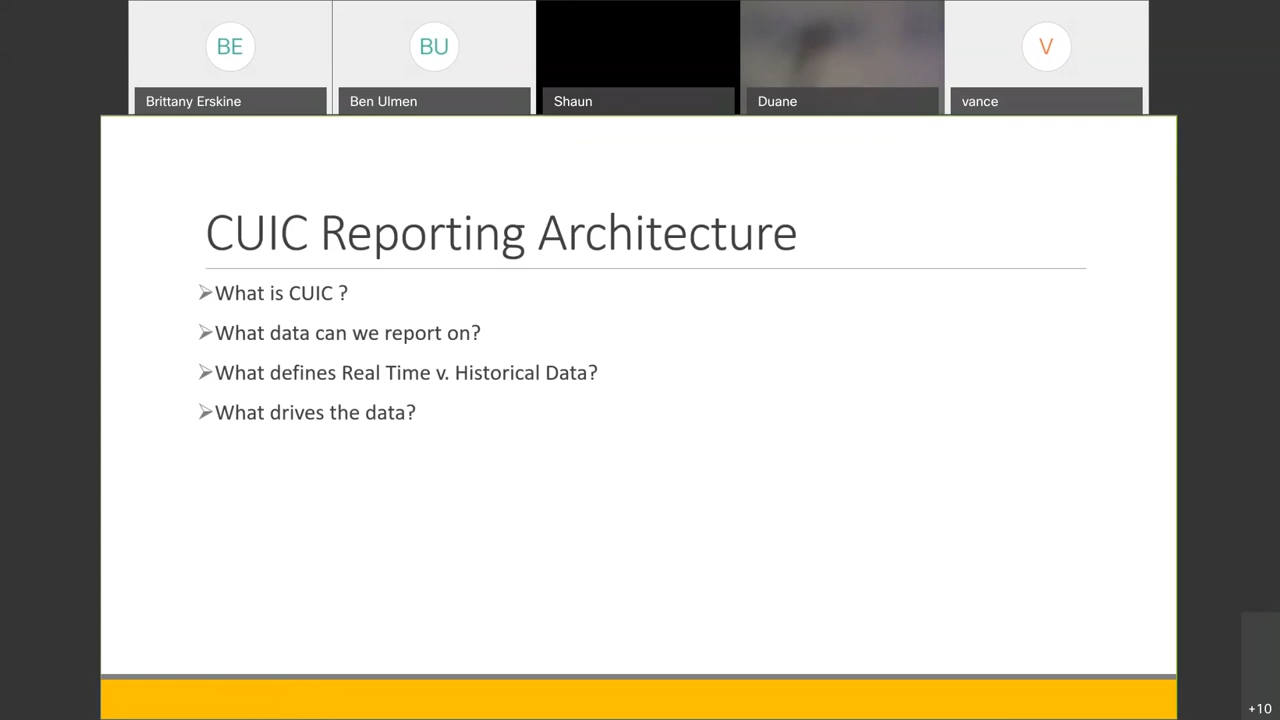 BE
BU
V
Brittany Erskine
Ben Ulmen
Shaun
Duane
vance
CUIC Reporting Architecture
➢What is CUIC ?
➢What data can we report on?
➢What defines Real Time v. Historical Data?
➢What drives the data?
+10